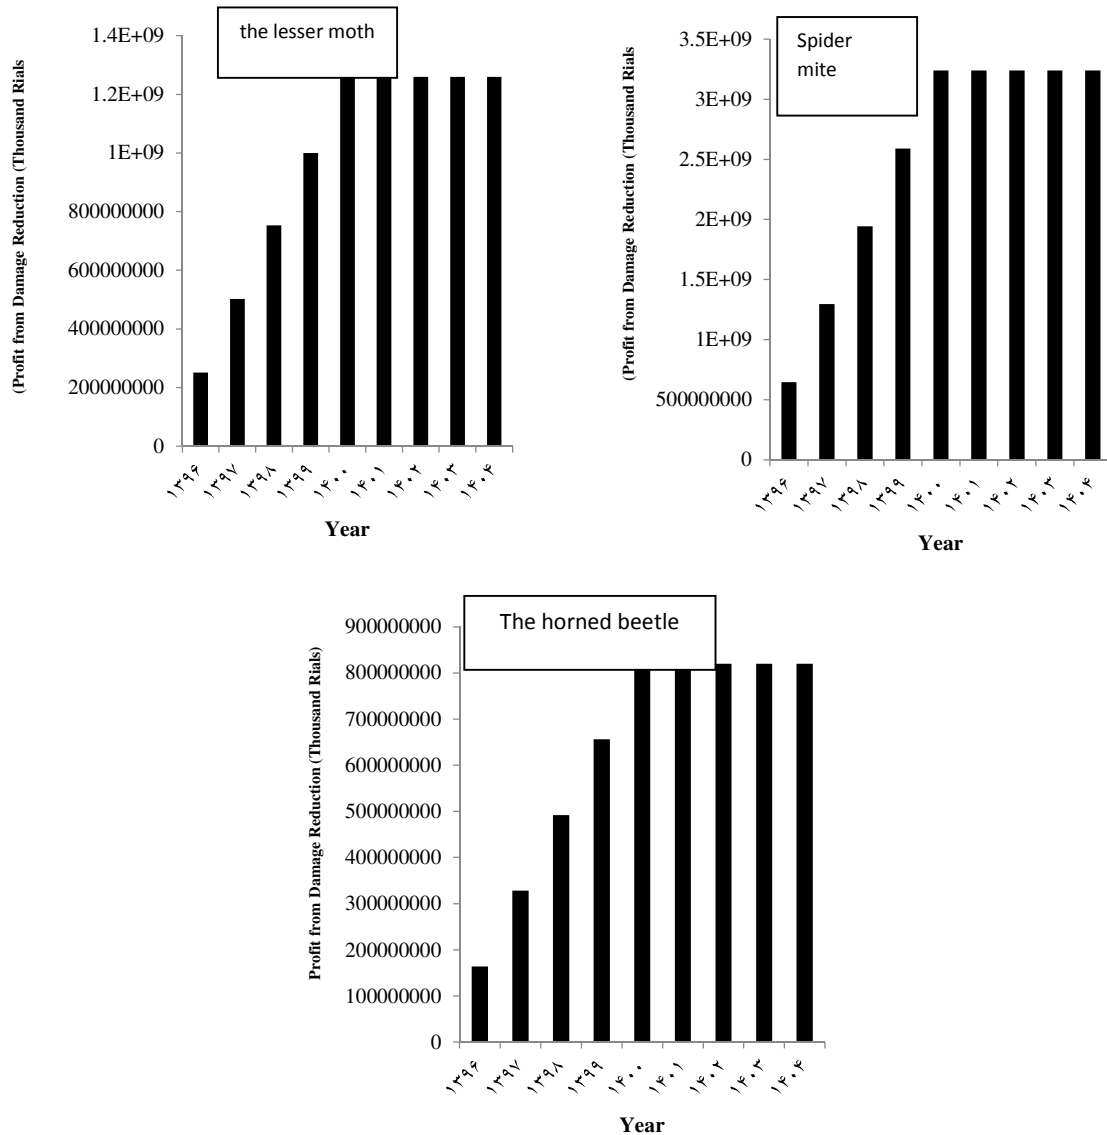 the lesser moth
(Profit from Damage Reduction (Thousand Rials
1.4E+09
1.2E+09
1E+09
800000000
600000000
400000000
200000000
0
۱۳۹۶
۱۳۹۷
۱۳۹۸
۱۳۹۹
۱۴۰۰
۱۴۰۱
۱۴۰۲
۱۴۰۳
۱۴۰۴
Year
Spider
mite
(Profit from Damage Reduction (Thousand Rials
3.5E+09
3E+09
2.5E+09
2E+09
1.5E+09
1E+09
500000000
0
۱۳۹۶
۱۳۹۷
۱۳۹۸
۱۳۹۹
۱۴۰۰
۱۴۰۱
۱۴۰۲
۱۴۰۳
۱۴۰۴
Year
The horned beetle
Profit from Damage Reduction (Thousand Rials)
900000000
800000000
700000000
600000000
500000000
400000000
300000000
200000000
100000000
0
۱۳۹۶
۱۳۹۷
۱۳۹۸
۱۳۹۹
۱۴۰۰
۱۴۰۱
۱۴۰۲
۱۴۰۳
۱۴۰۴
Year